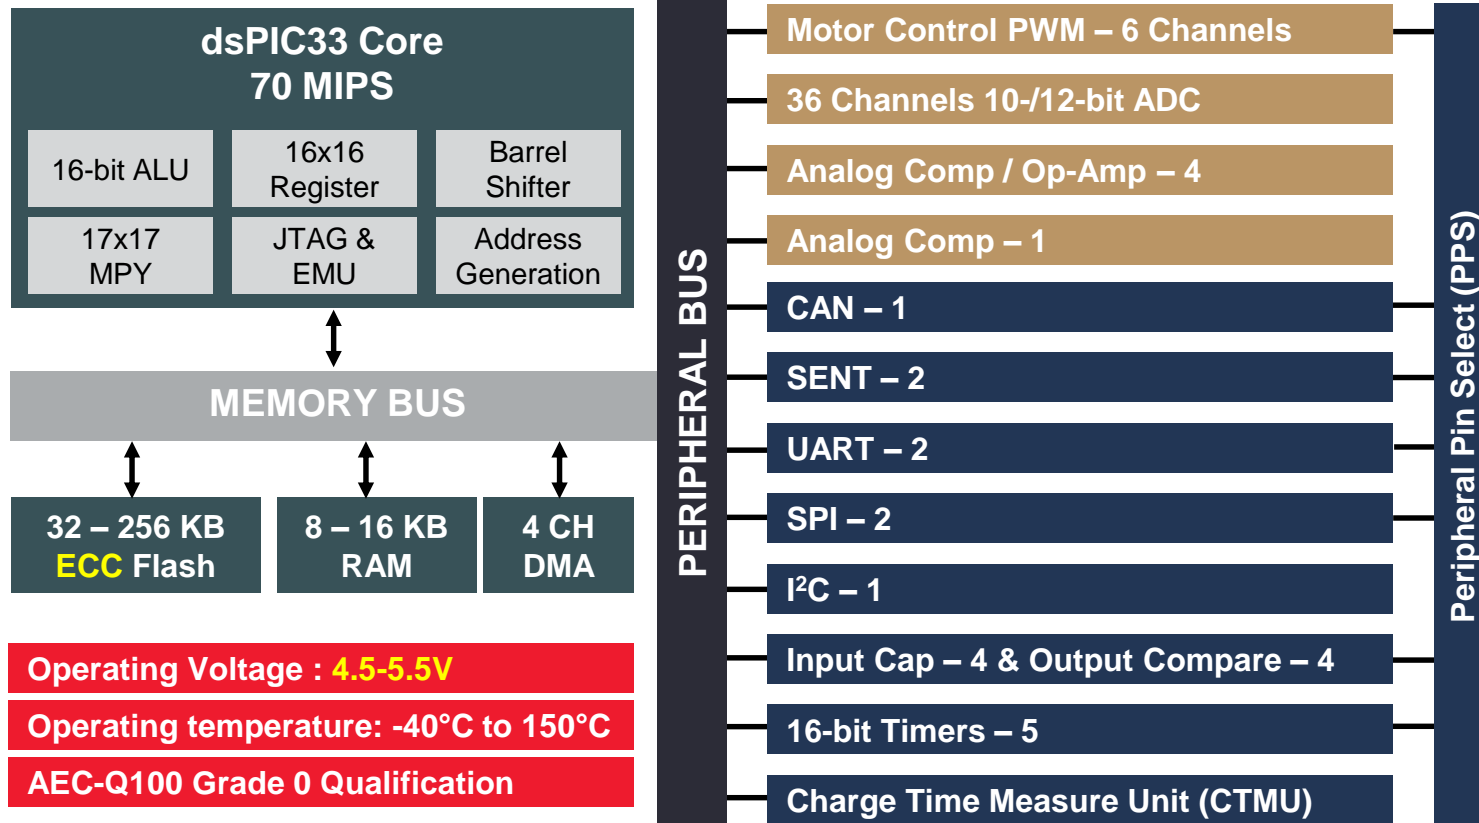 dsPIC33 Core
70 MIPS
16-bit ALU
16x16
Register
Barrel
Shifter
17x17
MPY
JTAG &
EMU
Address
Generation
MEMORY BUS
32 – 256 KB
ECC Flash
8 – 16 KB
RAM
4 CH
DMA
Operating Voltage : 4.5-5.5V
Operating temperature: -40°C to 150°C
AEC-Q100 Grade 0 Qualification
PERIPHERAL BUS
Motor Control PWM – 6 Channels
36 Channels 10-/12-bit ADC
Analog Comp / Op-Amp – 4
Analog Comp – 1
CAN – 1
SENT – 2
UART – 2
SPI – 2
I²C – 1
Input Cap – 4 & Output Compare – 4
16-bit Timers – 5
Charge Time Measure Unit (CTMU)
Peripheral Pin Select (PPS)